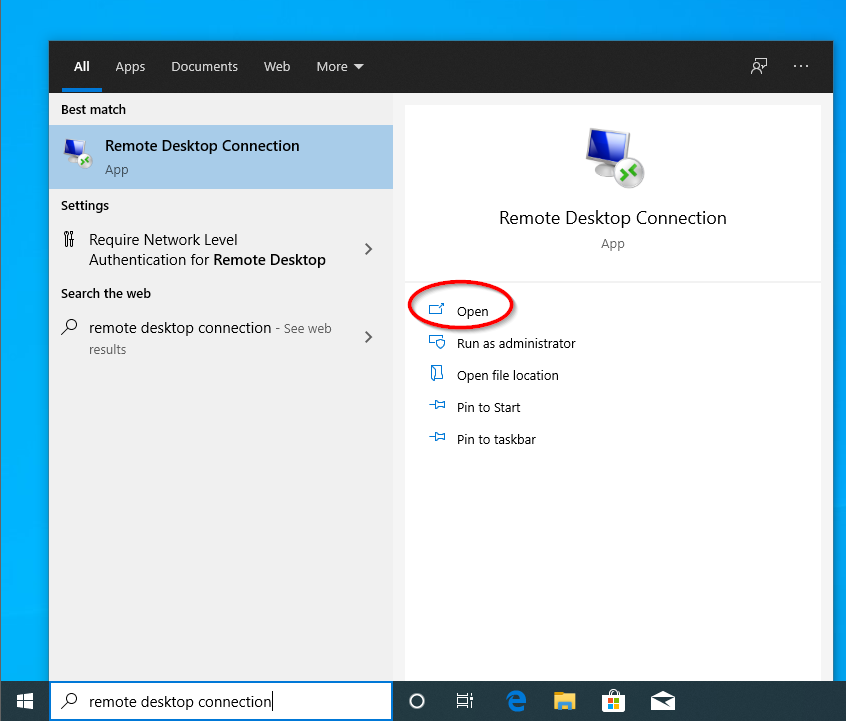 All Apps Documents Web More
Best match
Remote Desktop Connection
App
Settings
Require Network Level
Authentication for Remote Desktop
Search the web
remote desktop connection - See web
results
Remote Desktop Connection
App
Open
Run as administrator
Open file location
Pin to Start
Pin to taskbar
remote desktop connection